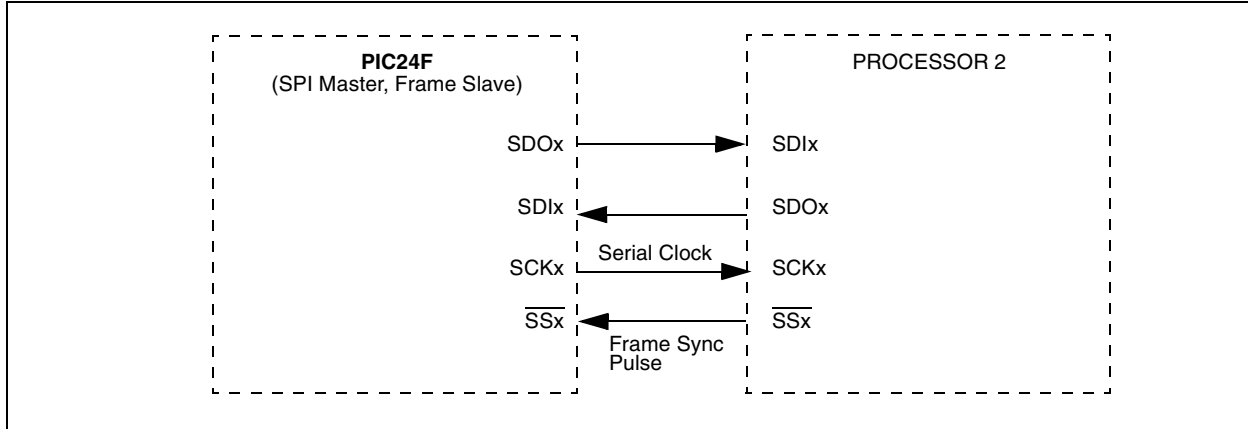 PIC24F
(SPI Master, Frame Slave)
PROCESSOR 2
SDOx
SDIx
SDIx
SDOx
Serial Clock
SCKx
SCKx
SSx
SSx
Frame Sync
Pulse